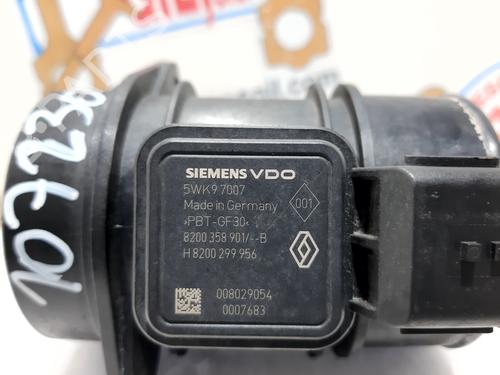 SIEMENS VDO
5WK9 7007
Made in Germany
001
>PBT-GF30<
8200 358 901/--B
H 8200 299 956
008029054
0007683